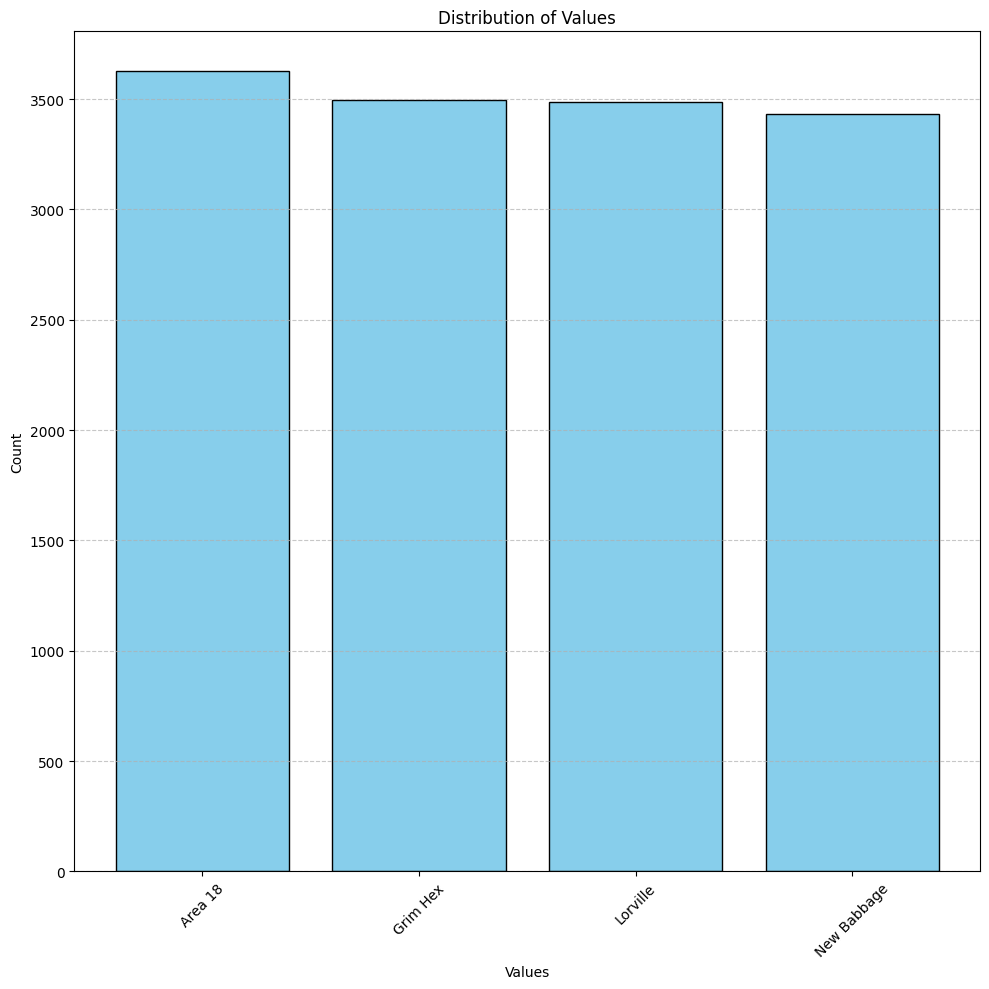 Distribution of Values
Count
3500
3000
2500
2000
1500
1000
500
0
Area 18
Grim Hex
Lorville
New Babbage
Values